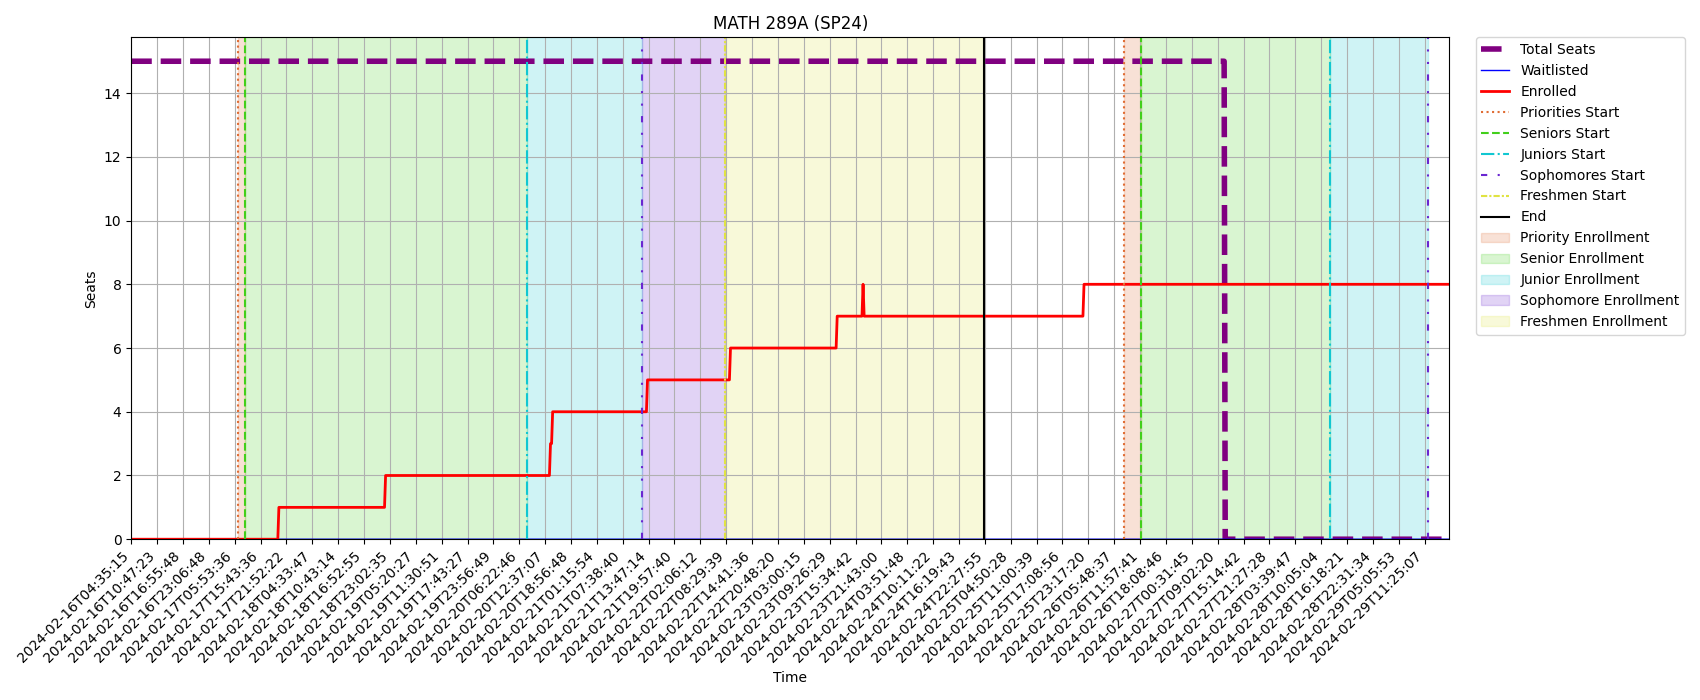 MATH 289A (SP24)
Seats
14
12
10
8
6
4
2
0
2024-02-16T04:35:15
2024-02-16T10:47:23
2024-02-16T16:55:48
2024-02-16T23:06:48
2024-02-17T05:53:36
2024-02-17T15:43:36
2024-02-17T21:52:22
2024-02-18T04:33:47
2024-02-18T10:43:14
2024-02-18T16:52:55
2024-02-18T23:02:35
2024-02-19T05:20:27
2024-02-19T11:30:51
2024-02-19T17:43:27
2024-02-19T23:56:49
2024-02-20T06:22:46
2024-02-20T12:37:07
2024-02-20T18:56:48
2024-02-21T01:15:54
2024-02-21T07:38:40
2024-02-21T13:47:14
2024-02-21T19:57:40
2024-02-22T02:06:12
2024-02-22T08:29:39
2024-02-22T14:41:36
2024-02-22T20:48:20
2024-02-23T03:00:15
2024-02-23T09:26:29
2024-02-23T15:34:42
2024-02-23T21:43:00
2024-02-24T03:51:48
2024-02-24T10:11:22
2024-02-24T16:19:43
2024-02-24T22:27:55
2024-02-25T04:50:28
2024-02-25T11:00:39
2024-02-25T17:08:56
2024-02-25T23:17:20
2024-02-26T05:48:37
2024-02-26T11:57:41
2024-02-26T18:08:46
2024-02-27T00:31:45
2024-02-27T09:02:20
2024-02-27T15:14:42
2024-02-27T21:27:28
2024-02-28T03:39:47
2024-02-28T10:05:04
2024-02-28T16:18:21
2024-02-28T22:31:34
2024-02-29T05:05:53
2024-02-29T11:25:07
Time
Total Seats
Waitlisted
Enrolled
Priorities Start
Seniors Start
Juniors Start
Sophomores Start
Freshmen Start
End
Priority Enrollment
Senior Enrollment
Junior Enrollment
Sophomore Enrollment
Freshmen Enrollment